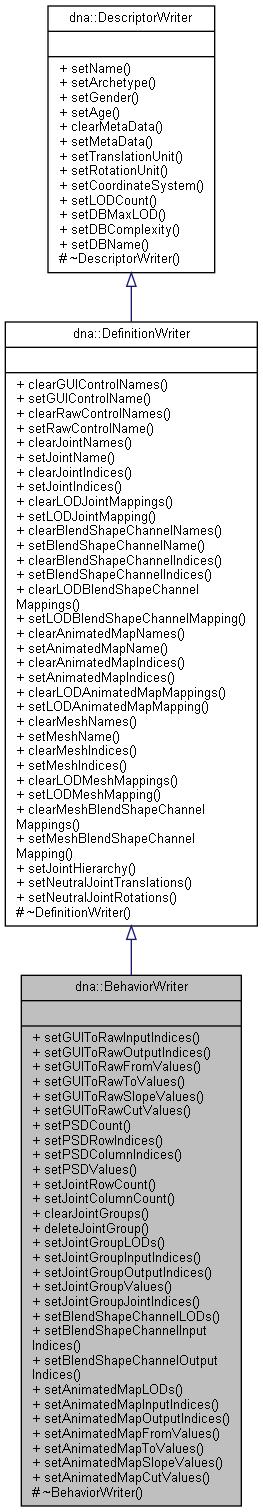 dna::DescriptorWriter
+ setName()
+ setArchetype()
+ setGender()
+ setAge()
+ clearMetaData()
+ setMetaData()
+ setTranslationUnit()
+ setRotationUnit()
+ setCoordinateSystem()
+ setLODCount()
+ setDBMaxLOD()
+ setDBComplexity()
+ setDBName()
# ~DescriptorWriter()
dna::DefinitionWriter
+ clearGUIControlNames()
+ setGUIControlName()
+ clearRawControlNames()
+ setRawControlName()
+ clearJointNames()
+ setJointName()
+ clearJointIndices()
+ setJointIndices()
+ clearLODJointMappings()
+ setLODJointMapping()
+ clearBlendShapeChannelNames()
+ setBlendShapeChannelName()
+ clearBlendShapeChannelIndices()
+ setBlendShapeChannelIndices()
+ clearLODBlendShapeChannel
Mappings()
+ setLODBlendShapeChannelMapping()
+ clearAnimatedMapNames()
+ setAnimatedMapName()
+ clearAnimatedMapIndices()
+ setAnimatedMapIndices()
+ clearLODAnimatedMapMappings()
+ setLODAnimatedMapMapping()
+ clearMeshNames()
+ setMeshName()
+ clearMeshIndices()
+ setMeshIndices()
+ clearLODMeshMappings()
+ setLODMeshMapping()
+ clearMeshBlendShapeChannel
Mappings()
+ setMeshBlendShapeChannel
Mapping()
+ setJointHierarchy()
+ setNeutralJointTranslations()
+ setNeutralJointRotations()
# ~DefinitionWriter()
dna::BehaviorWriter
+ setGUIToRawInputIndices()
+ setGUIToRawOutputIndices()
+ setGUIToRawFromValues()
+ setGUIToRawToValues()
+ setGUIToRawSlopeValues()
+ setGUIToRawCutValues()
+ setPSDCount()
+ setPSDRowIndices()
+ setPSDColumnIndices()
+ setPSDValues()
+ setJointRowCount()
+ setJointColumnCount()
+ clearJointGroups()
+ deleteJointGroup()
+ setJointGroupLODs()
+ setJointGroupInputIndices()
+ setJointGroupOutputIndices()
+ setJointGroupValues()
+ setJointGroupJointIndices()
+ setBlendShapeChannelLODs()
+ setBlendShapeChannelInput
Indices()
+ setBlendShapeChannelOutput
Indices()
+ setAnimatedMapLODs()
+ setAnimatedMapInputIndices()
+ setAnimatedMapOutputIndices()
+ setAnimatedMapFromValues()
+ setAnimatedMapToValues()
+ setAnimatedMapSlopeValues()
+ setAnimatedMapCutValues()
# ~BehaviorWriter()